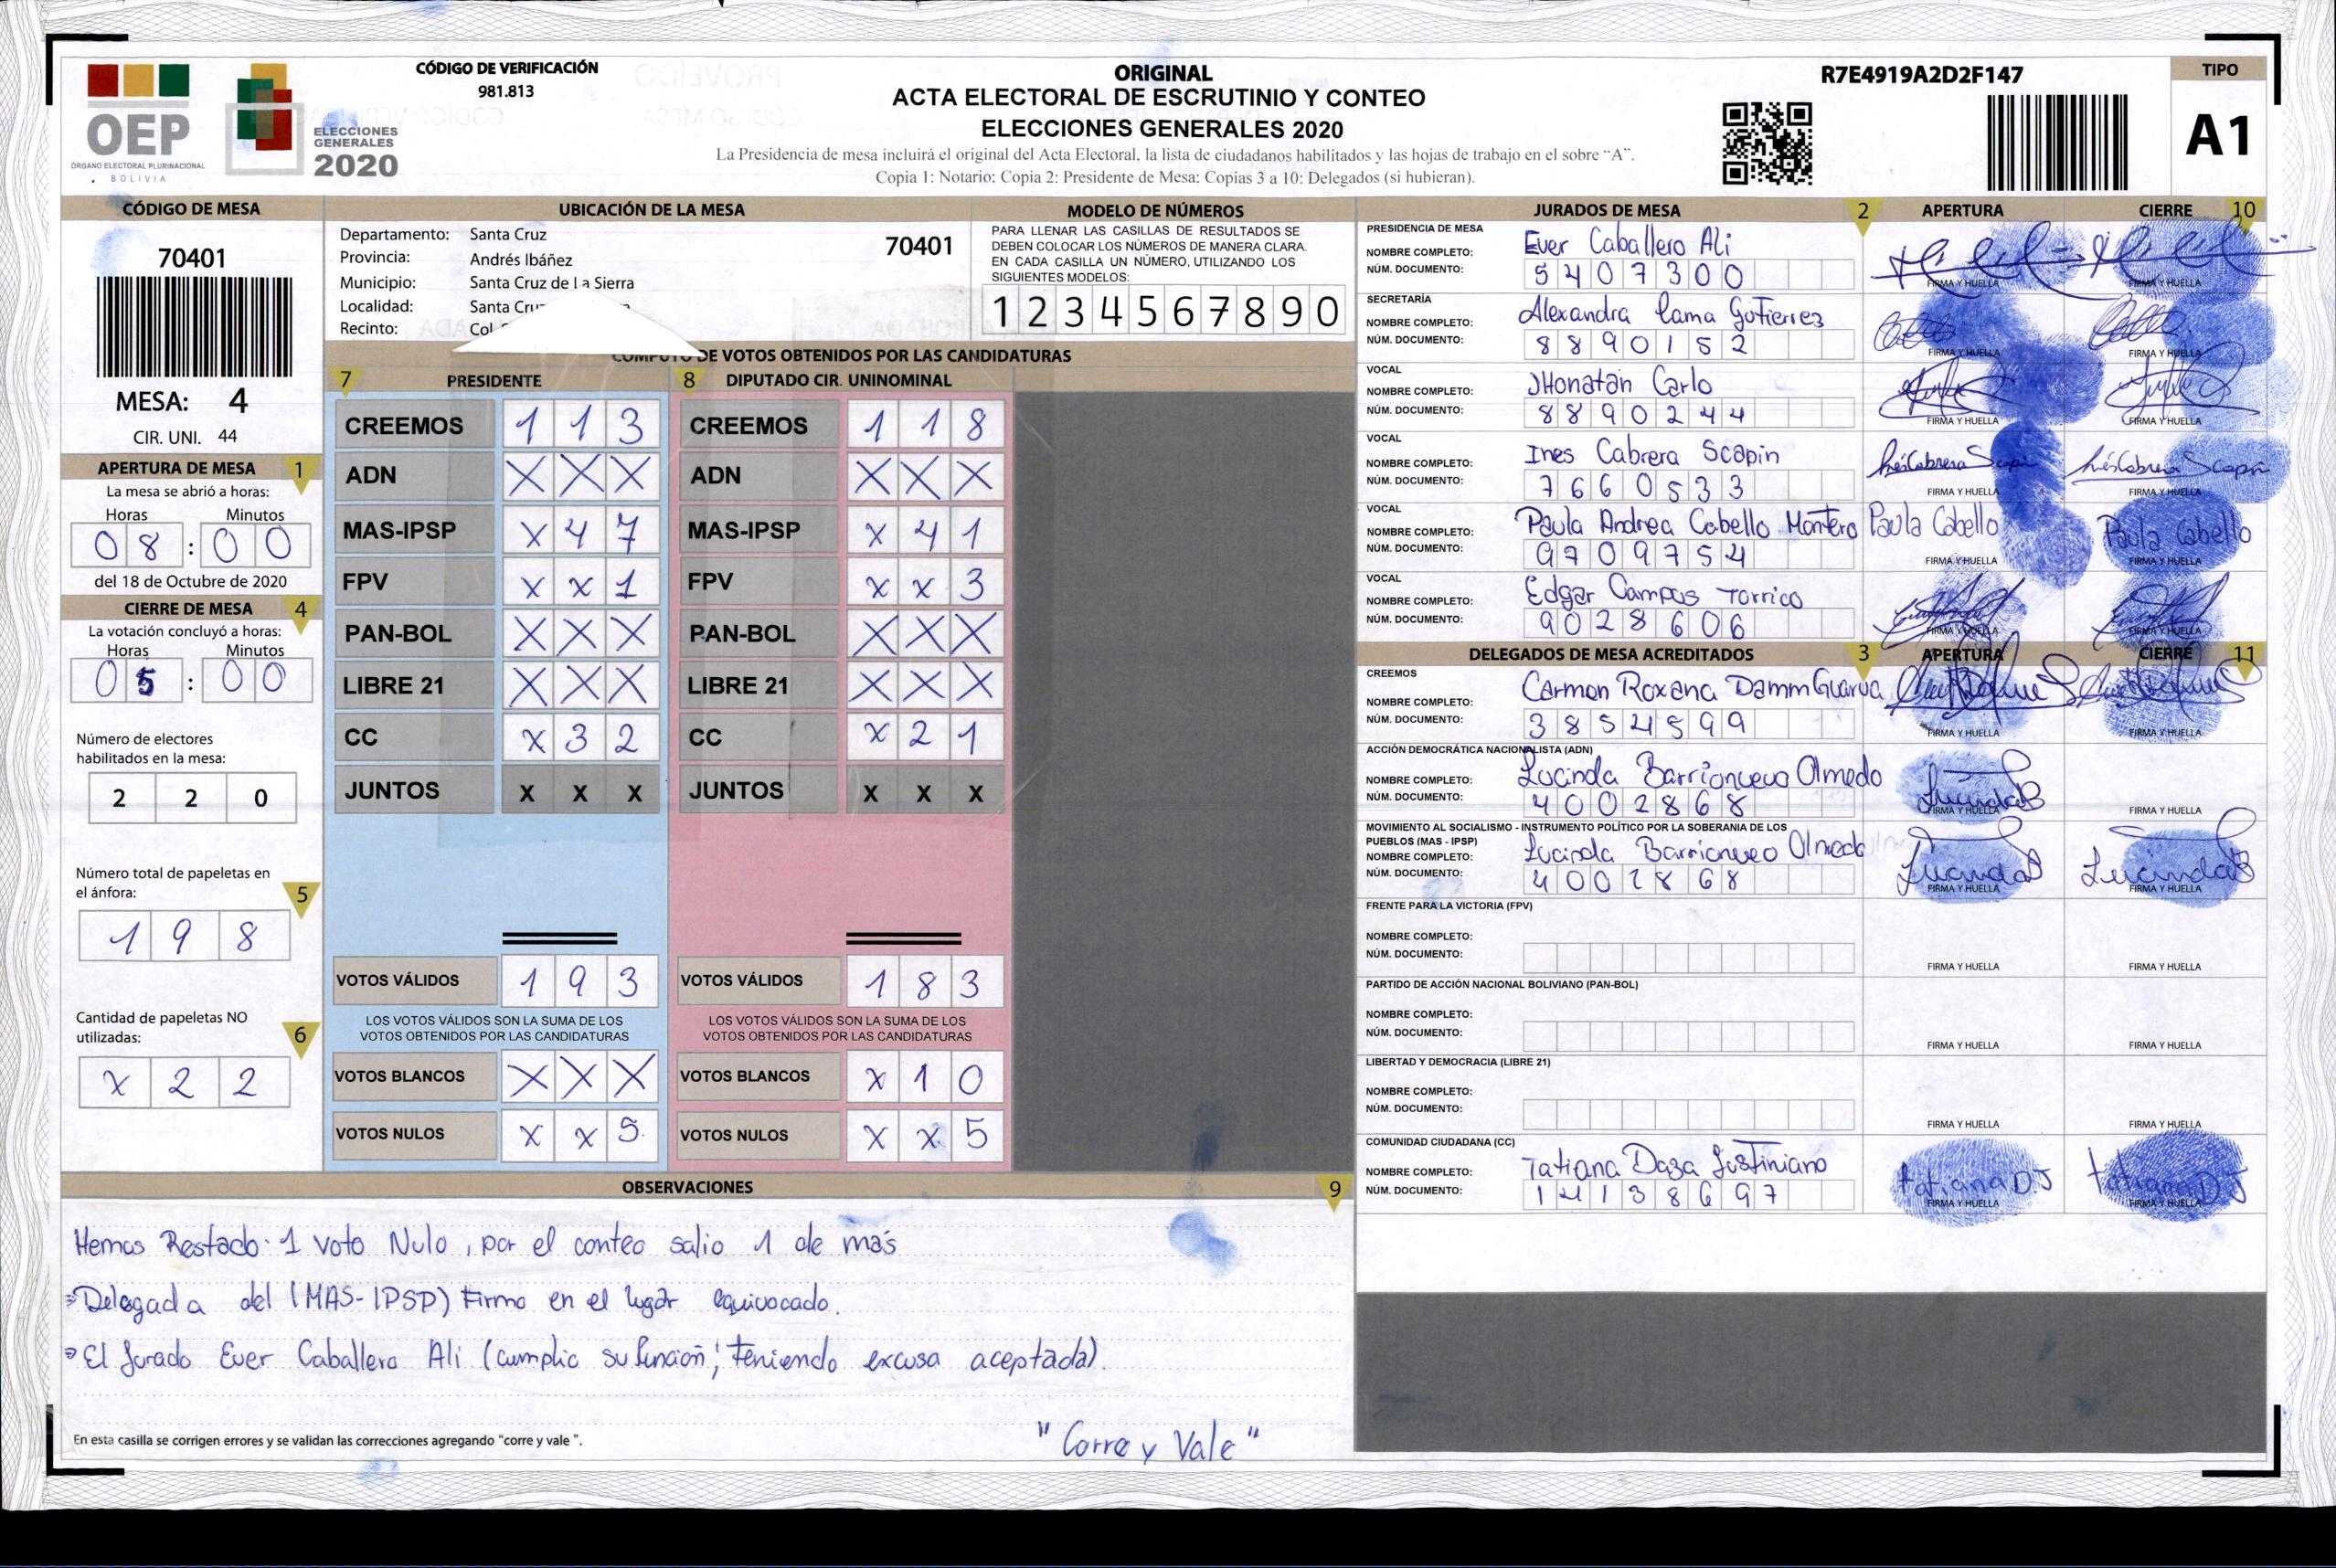 OEP
ÓRGANO ELECTORAL PLURINACIONAL
BOLIVIA
ELECCIONES
GENERALES
2020
CÓDIGO DE VERIFICACIÓN
981.813
ORIGINAL
ACTA ELECTORAL DE ESCRUTINIO Y CONTEO
ELECCIONES GENERALES 2020
La Presidencia de mesa incluirá el original del Acta Electoral, la lista de ciudadanos habilitados y las hojas de trabajo en el sobre “A”.
Copia 1: Notario: Copia 2: Presidente de Mesa: Copias 3 a 10: Delegados (si hubieran).
R7E4919A2D2F147
TIPO
A1
CÓDIGO DE MESA
70401
MESA: 4
CIR. UNI. 44
APERTURA DE MESA 1
La mesa se abrió a horas:
Horas Minutos
0 8 : 0 0
del 18 de Octubre de 2020
CIERRE DE MESA 4
La votación concluyó a horas:
Horas Minutos
0 5 : 0 0
Número de electores
habilitados en la mesa:
2 2 0
Número total de papeletas en
el ánfora: 5
1 9 8
Cantidad de papeletas NO
utilizadas: 6
x 2 2
UBICACIÓN DE LA MESA
Departamento: Santa Cruz 70401
Provincia: Andrés Ibáñez
Municipio: Santa Cruz de La Sierra
Localidad: Santa
Recinto:
MODELO DE NÚMEROS
PARA LLENAR LAS CASILLAS DE RESULTADOS SE
DEBEN COLOCAR LOS NÚMEROS DE MANERA CLARA.
EN CADA CASILLA UN NÚMERO, UTILIZANDO LOS
SIGUIENTES MODELOS:
1 2 3 4 5 6 7 8 9 0
DE VOTOS OBTENIDOS POR LAS CANDIDATURAS
7 PRESIDENTE 8 DIPUTADO CIR. UNINOMINAL
CREEMOS 1 1 3 CREEMOS 1 1 8
ADN X X X ADN X X X
MAS-IPSP x 4 7 MAS-IPSP x 4 1
FPV x x 1 FPV x x 3
PAN-BOL X X X PAN-BOL X X X
LIBRE 21 X X X LIBRE 21 X X X
CC x 3 2 CC x 2 1
JUNTOS X X X JUNTOS X X X
VOTOS VÁLIDOS 1 9 3 VOTOS VÁLIDOS 1 8 3
LOS VOTOS VÁLIDOS SON LA SUMA DE LOS LOS VOTOS VÁLIDOS SON LA SUMA DE LOS
VOTOS OBTENIDOS POR LAS CANDIDATURAS VOTOS OBTENIDOS POR LAS CANDIDATURAS
VOTOS BLANCOS X X X VOTOS BLANCOS x 1 0
VOTOS NULOS x x 5 VOTOS NULOS x x 5
OBSERVACIONES 9
Hemos Restado: 1 voto Nulo, por el conteo salio 1 de más
Delegada del (MAS-IPSP) Firmo en el lugar equivocado.
El Jurado Ever Caballero Ali (cumplio su función, teniendo excusa aceptada).
"Corre y Vale"
En esta casilla se corrigen errores y se validan las correcciones agregando "corre y vale ".
JURADOS DE MESA 2 APERTURA CIERRE 10
PRESIDENCIA DE MESA
NOMBRE COMPLETO: Ever Caballero Ali
NÚM. DOCUMENTO: 5407300
FIRMA Y HUELLA FIRMA Y HUELLA
SECRETARÍA
NOMBRE COMPLETO: Alexandra Lama Gutierrez
NÚM. DOCUMENTO: 8890152
FIRMA Y HUELLA FIRMA Y HUELLA
VOCAL
NOMBRE COMPLETO: JHonatan Carlo
NÚM. DOCUMENTO: 8890244
FIRMA Y HUELLA FIRMA Y HUELLA
VOCAL
NOMBRE COMPLETO: Ines Cabrera Scapin
NÚM. DOCUMENTO: 7660533
FIRMA Y HUELLA FIRMA Y HUELLA
VOCAL
NOMBRE COMPLETO: Paula Andrea Cabello Montero Paula Cabello Paula Cabello
NÚM. DOCUMENTO: 9709754
FIRMA Y HUELLA FIRMA Y HUELLA
VOCAL
NOMBRE COMPLETO: Edgar Campos Torrico
NÚM. DOCUMENTO: 9028606
FIRMA Y HUELLA FIRMA Y HUELLA
DELEGADOS DE MESA ACREDITADOS 3 APERTURA CIERRE 11
CREEMOS
NOMBRE COMPLETO: Carmen Roxana Damm
NÚM. DOCUMENTO: 3854599
FIRMA Y HUELLA FIRMA Y HUELLA
ACCIÓN DEMOCRÁTICA NACIONALISTA (ADN)
NOMBRE COMPLETO: Lucinda Barrionuevo Olmedo
NÚM. DOCUMENTO: 4002868
FIRMA Y HUELLA FIRMA Y HUELLA
MOVIMIENTO AL SOCIALISMO - INSTRUMENTO POLÍTICO POR LA SOBERANIA DE LOS
PUEBLOS (MAS - IPSP)
NOMBRE COMPLETO: Lucinda Barrionuevo Olmedo
NÚM. DOCUMENTO: 4002868
FIRMA Y HUELLA FIRMA Y HUELLA
FRENTE PARA LA VICTORIA (FPV)
NOMBRE COMPLETO:
NÚM. DOCUMENTO:
FIRMA Y HUELLA FIRMA Y HUELLA
PARTIDO DE ACCIÓN NACIONAL BOLIVIANO (PAN-BOL)
NOMBRE COMPLETO:
NÚM. DOCUMENTO:
FIRMA Y HUELLA FIRMA Y HUELLA
LIBERTAD Y DEMOCRACIA (LIBRE 21)
NOMBRE COMPLETO:
NÚM. DOCUMENTO:
FIRMA Y HUELLA FIRMA Y HUELLA
COMUNIDAD CIUDADANA (CC)
NOMBRE COMPLETO: Tatiana Daza Justiniano
NÚM. DOCUMENTO: 14138697
tatiana DJ tatiana DJ
FIRMA Y HUELLA FIRMA Y HUELLA